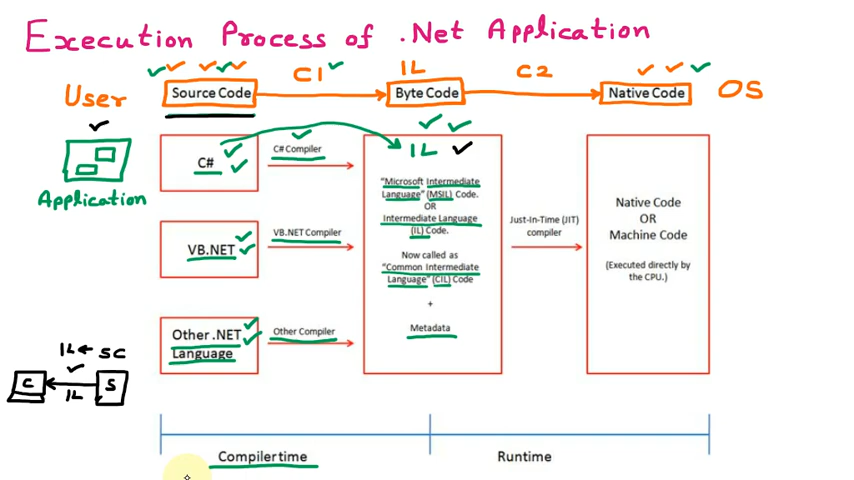 Execution Process of .Net Application
User
Source Code
C1
IL
Byte Code
C2
Native Code
OS
Application
C#
C# Compiler
IL
"Microsoft Intermediate
Language" (MSIL) Code.
OR
Intermediate Language
(IL) Code.
Now called as
"Common Intermediate
Language" (CIL) Code
+
Metadata
Just-In-Time (JIT)
compiler
Native Code
OR
Machine Code
(Executed directly by
the CPU.)
VB.NET
VB.NET Compiler
Other .NET
Language
Other Compiler
IL ← SC
C
IL
S
Compiler time
Runtime